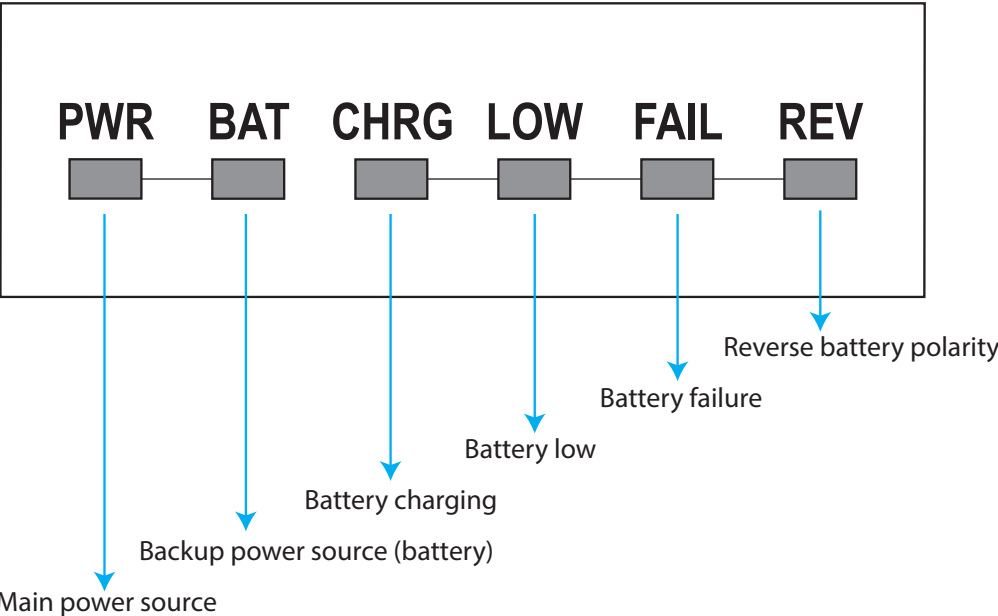 PWR BAT CHRG LOW FAIL REV
Reverse battery polarity
Battery failure
Battery low
Battery charging
Backup power source (battery)
Main power source